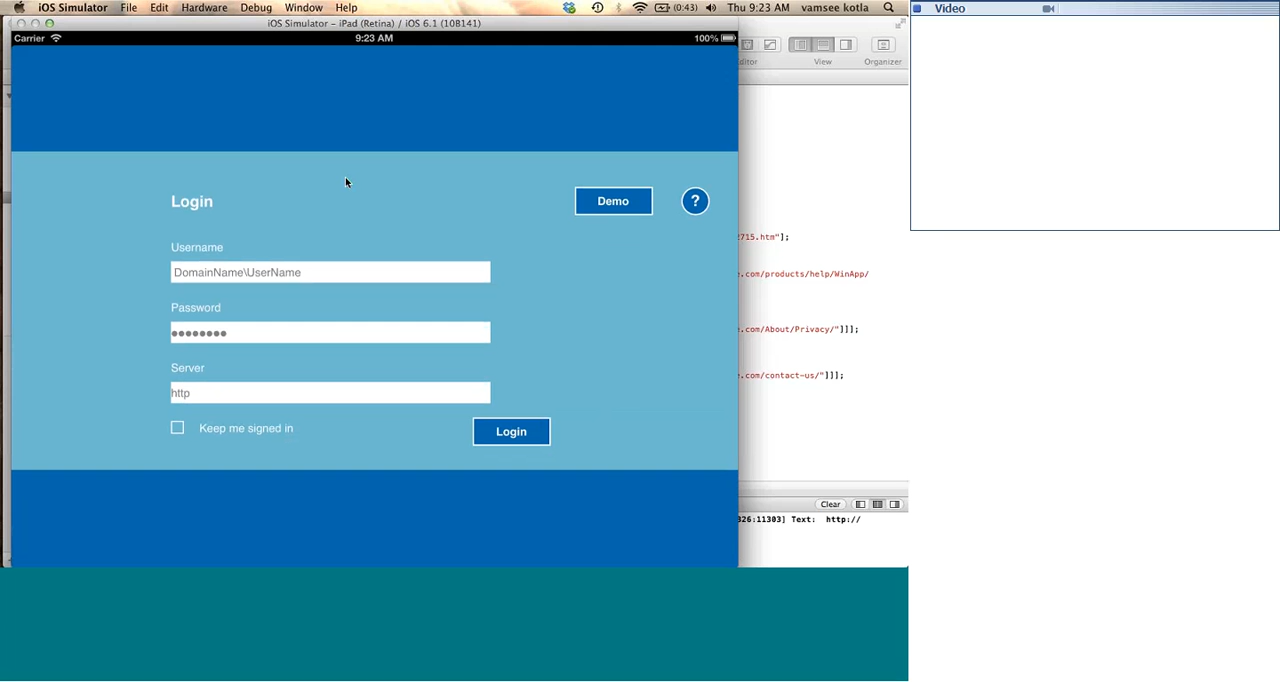 iOS Simulator File Edit Hardware Debug Window Help (0:43) Thu 9:23 AM vamsee kotla
Video
iOS Simulator – iPad (Retina) / iOS 6.1 (10B141)
Carrier 9:23 AM 100%
View Organizer
Login Demo ?
Username
2715.htm"];
DomainName\UserName
.com/products/help/WinApp/
Password
.com/About/Privacy/"]]];
Server
.com/contact-us/"]]];
http
Keep me signed in Login
Clear
326:11303] Text: http://